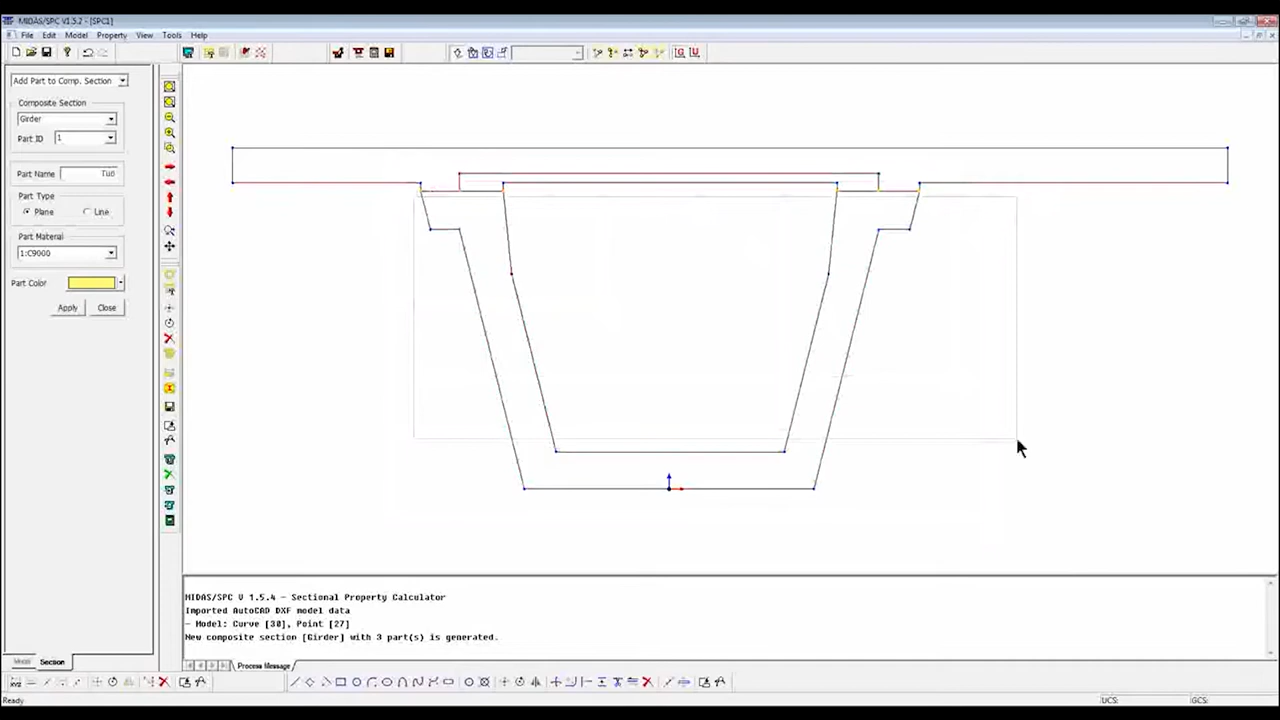 MIDAS/SPC V1.5.2 - [SPC1]
File Edit Model Property View Tools Help
Add Part to Comp. Section
Composite Section
Girder
Part ID 1
Part Name Tub
Part Type
Plane Line
Part Material
1:C9000
Part Color
Apply Close
MIDAS/SPC V 1.5.4 - Sectional Property Calculator
Imported AutoCAD DXF model data
- Model: Curve [30], Point [27]
New composite section [Girder] with 3 part(s) is generated.
Model Section
Process Message
Ready
UCS: GCS: